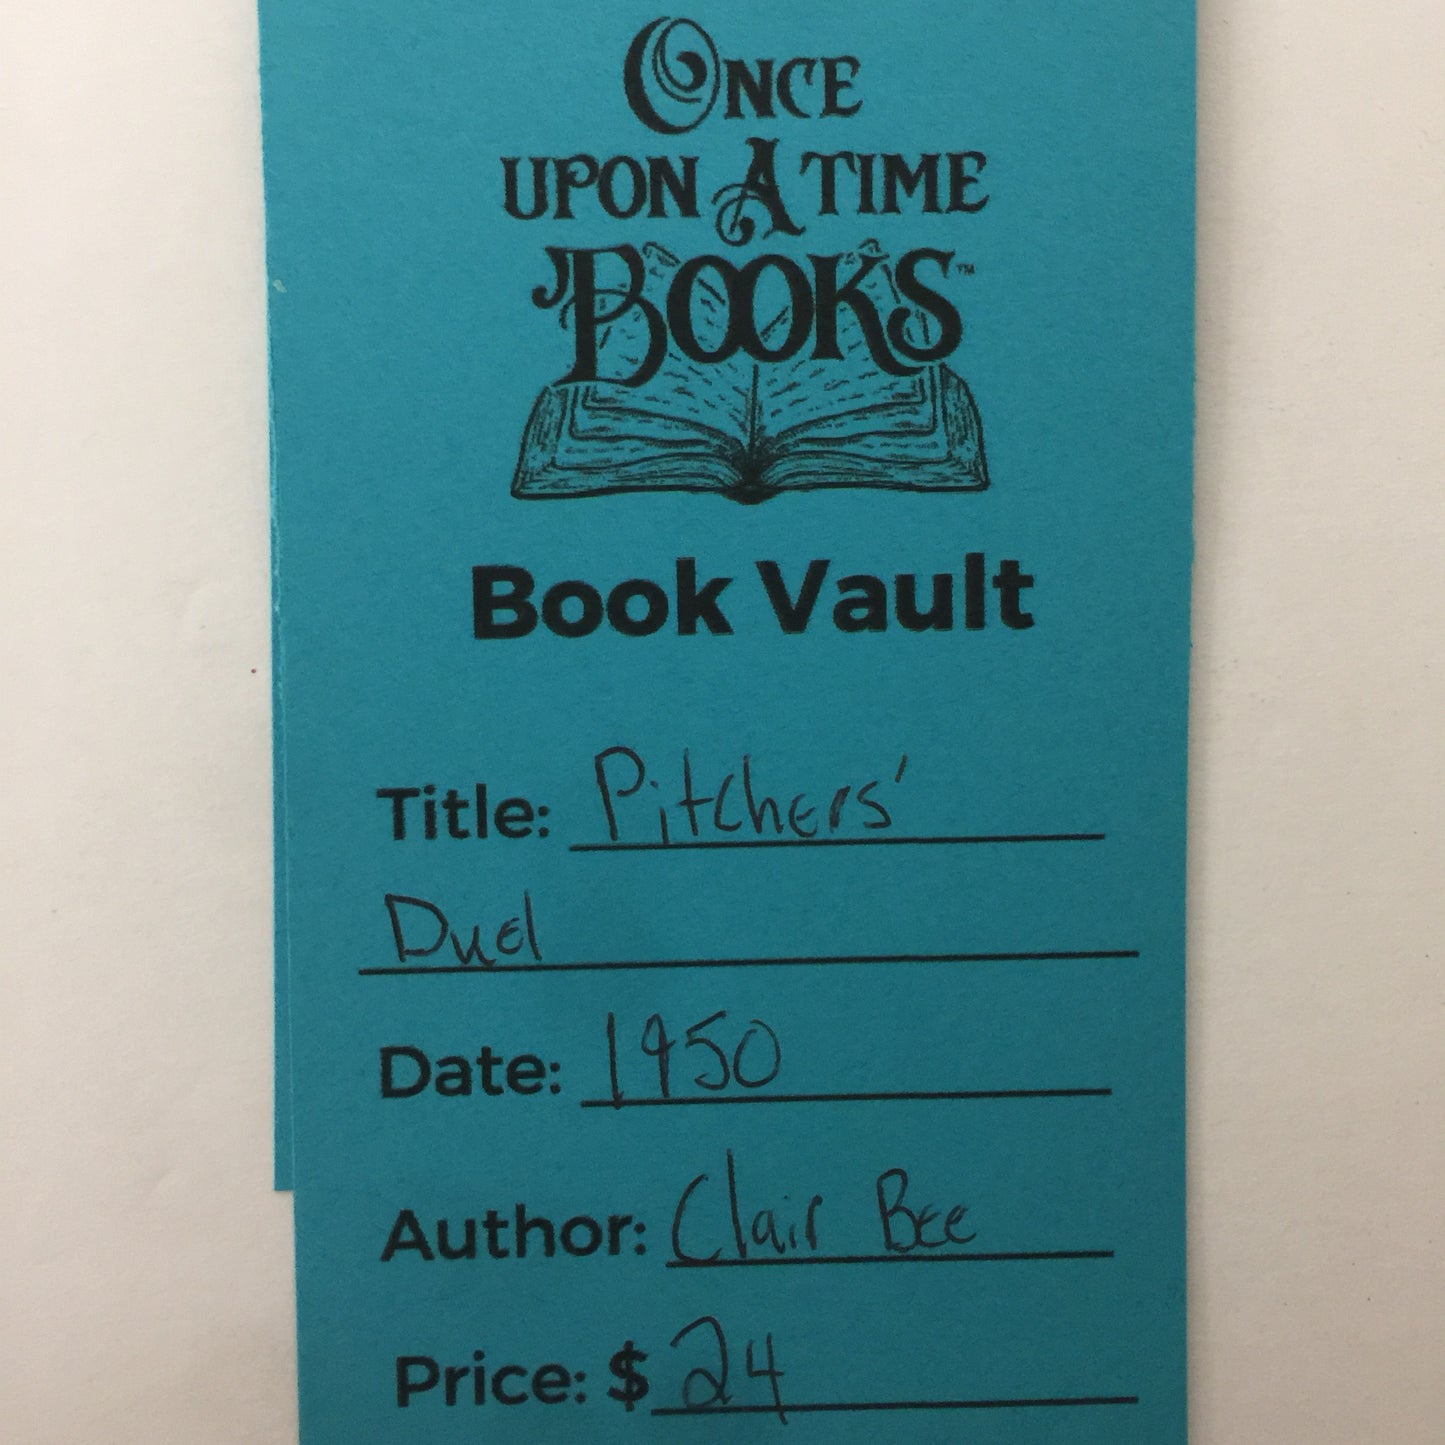 ONCE
UPON A TIME
BOOKS™
Book Vault
Title: Pitchers'
Duel
Date: 1950
Author: Clair Bee
Price: $ 24